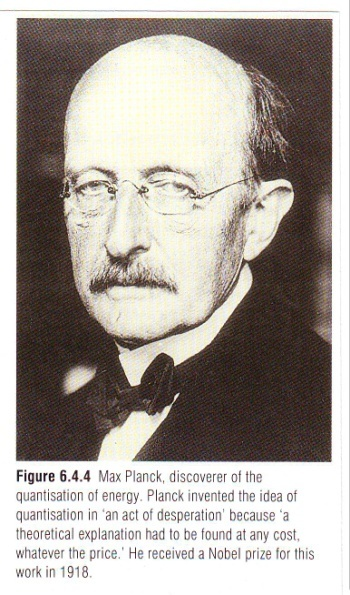 Figure 6.4.4 Max Planck, discoverer of the
quantisation of energy. Planck invented the idea of
quantisation in ‘an act of desperation’ because ‘a
theoretical explanation had to be found at any cost,
whatever the price.’ He received a Nobel prize for this
work in 1918.